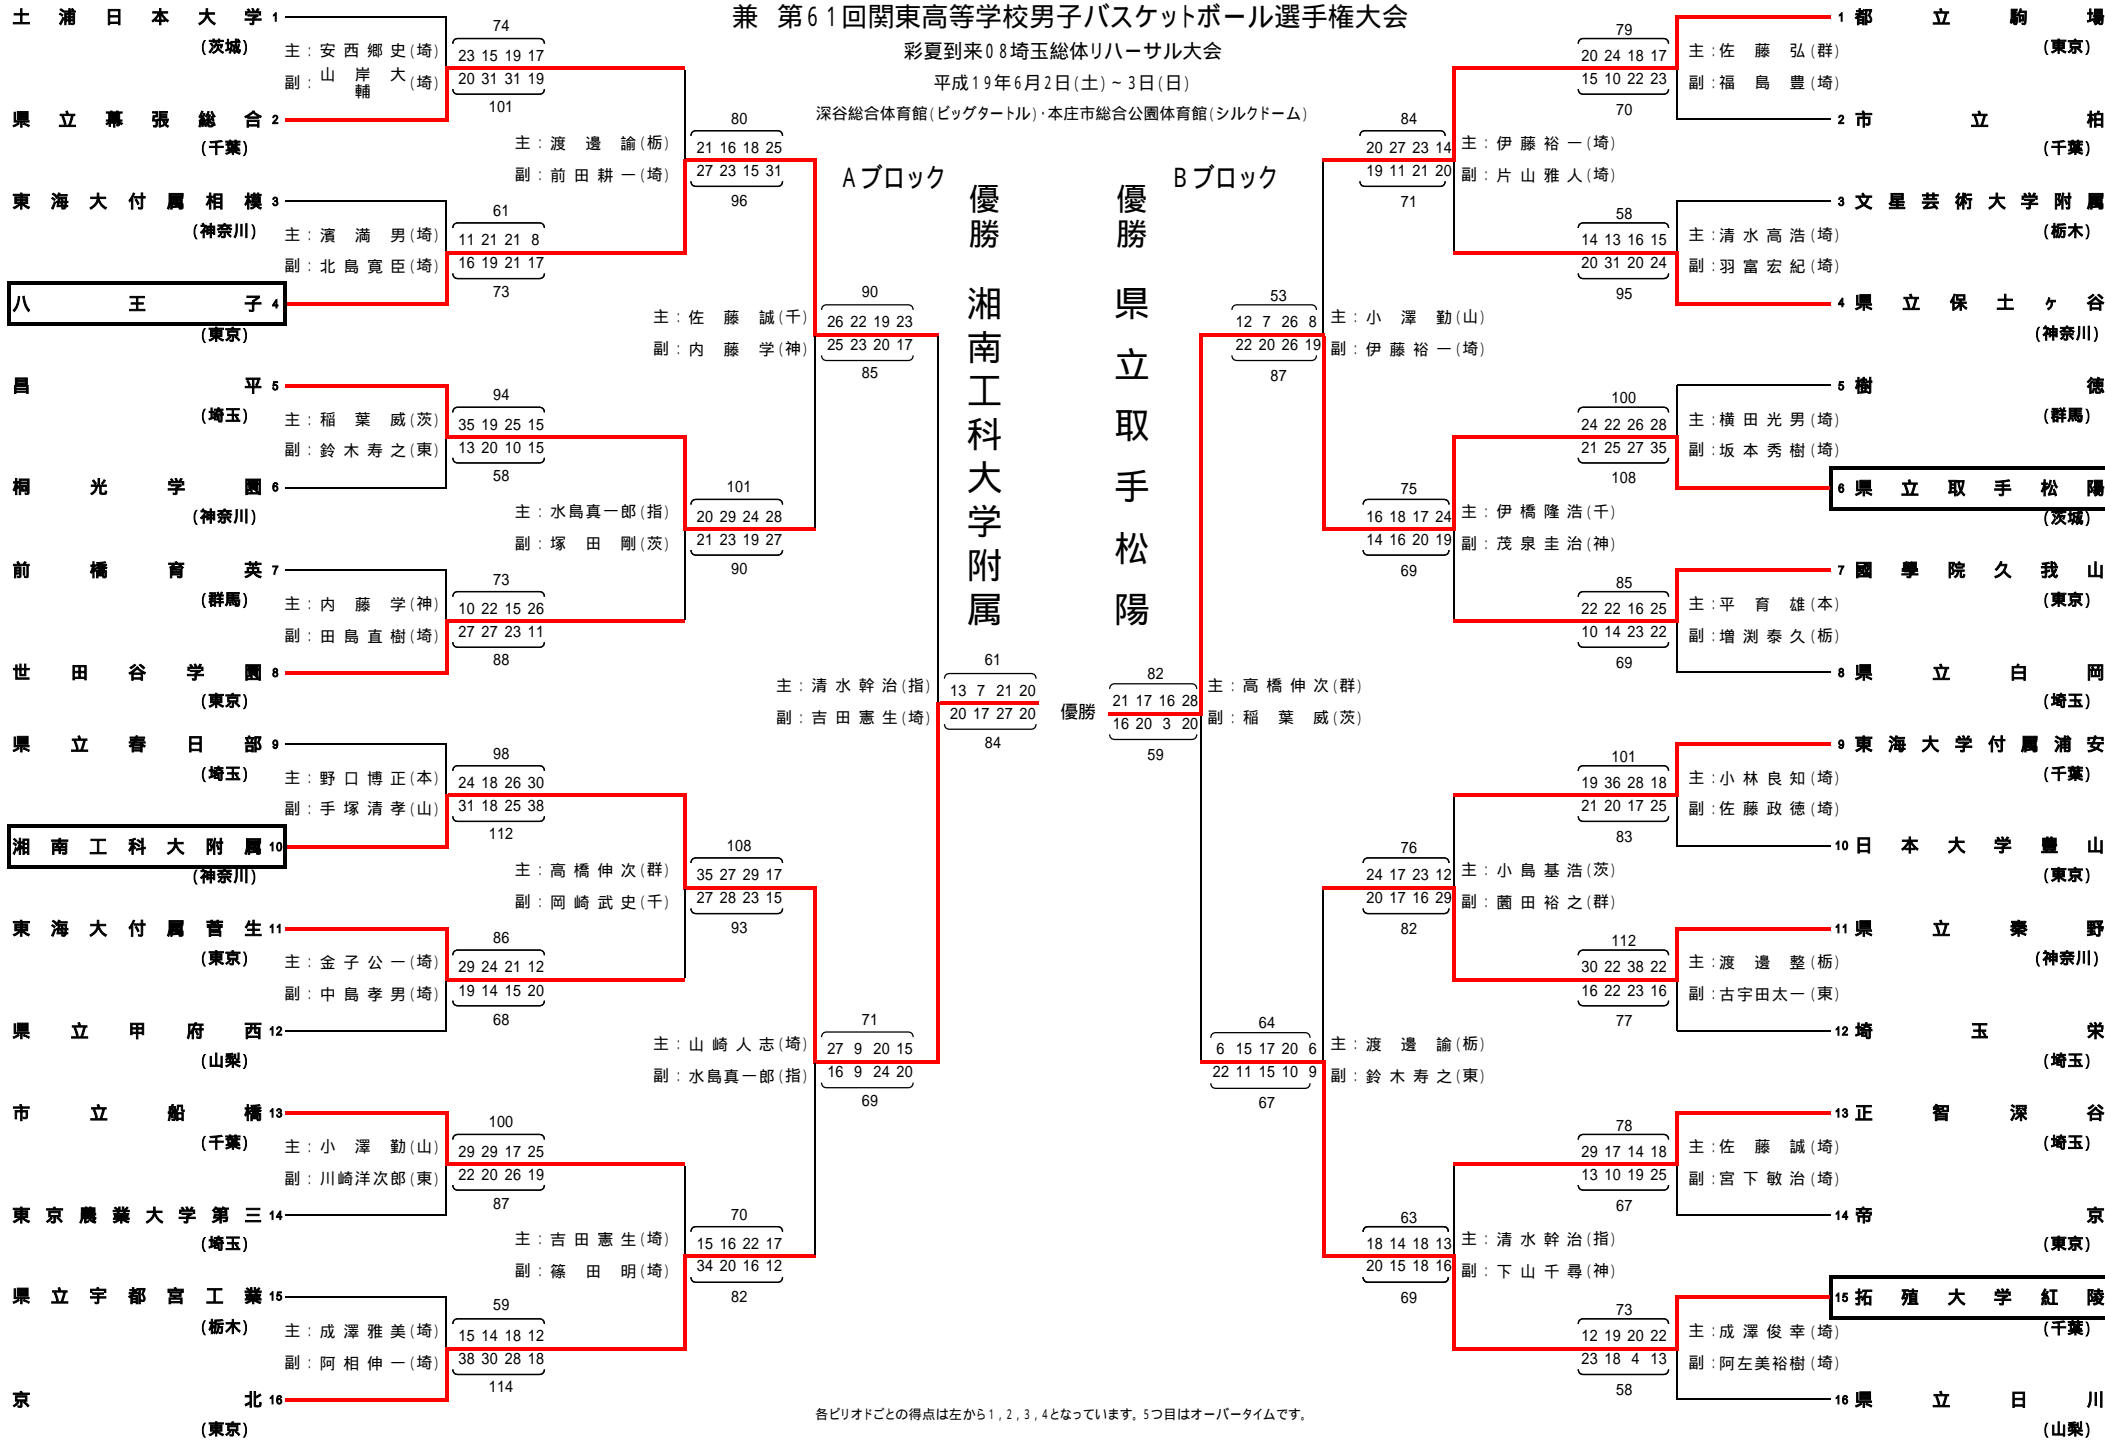 兼 第61回関東高等学校男子バスケットボール選手権大会
彩夏到来08埼玉総体リハーサル大会
平成19年6月2日(土)~3日(日)
深谷総合体育館(ビッグタートル)・本庄市総合公園体育館(シルクドーム)
Aブロック
優勝 湘南工科大学附属
土浦日本大学 1
(茨城)
県立幕張総合 2
(千葉)
東海大付属相模 3
(神奈川)
八王子 4
(東京)
昌平 5
(埼玉)
桐光学園 6
(神奈川)
前橋育英 7
(群馬)
世田谷学園 8
(東京)
県立春日部 9
(埼玉)
湘南工科大附属 10
(神奈川)
東海大付属菅生 11
(東京)
県立甲府西 12
(山梨)
市立船橋 13
(千葉)
東京農業大学第三 14
(埼玉)
県立宇都宮工業 15
(栃木)
京北 16
(東京)
主:安西郷史(埼)
副:山岸大輔(埼)
74
23 15 19 17
20 31 31 19
101
主:濱満男(埼)
副:北島寛臣(埼)
61
11 21 21 8
16 19 21 17
73
主:稲葉威(茨)
副:鈴木寿之(東)
94
35 19 25 15
13 20 10 15
58
主:内藤学(神)
副:田島直樹(埼)
73
10 22 15 26
27 27 23 11
88
主:野口博正(本)
副:手塚清孝(山)
98
24 18 26 30
31 18 25 38
112
主:金子公一(埼)
副:中島孝男(埼)
86
29 24 21 12
19 14 15 20
68
主:小澤勤(山)
副:川崎洋次郎(東)
100
29 29 17 25
22 20 26 19
87
主:成澤雅美(埼)
副:阿相伸一(埼)
59
15 14 18 12
38 30 28 18
114
主:渡邊諭(栃)
副:前田耕一(埼)
80
21 16 18 25
27 23 15 31
96
主:水島真一郎(指)
副:塚田剛(茨)
101
20 29 24 28
21 23 19 27
90
主:高橋伸次(群)
副:岡崎武史(千)
108
35 27 29 17
27 28 23 15
93
主:吉田憲生(埼)
副:篠田明(埼)
70
15 16 22 17
34 20 16 12
82
主:佐藤誠(千)
副:内藤学(神)
90
26 22 19 23
25 23 20 17
85
主:山崎人志(埼)
副:水島真一郎(指)
71
27 9 20 15
16 9 24 20
69
主:清水幹治(指)
副:吉田憲生(埼)
61
13 7 21 20
20 17 27 20
84
優勝
Bブロック
優勝 県立取手松陽
82
21 17 16 28
16 20 3 20
59
主:高橋伸次(群)
副:稲葉威(茨)
53
12 7 26 8
22 20 26 19
87
主:小澤勤(山)
副:伊藤裕一(埼)
64
6 15 17 20 6
22 11 15 10 9
67
主:渡邊諭(栃)
副:鈴木寿之(東)
84
20 27 23 14
19 11 21 20
71
主:伊藤裕一(埼)
副:片山雅人(埼)
75
16 18 17 24
14 16 20 19
69
主:伊橋隆浩(千)
副:茂泉圭治(神)
76
24 17 23 12
20 17 16 29
82
主:小島基浩(茨)
副:薗田裕之(群)
63
18 14 18 13
20 15 18 16
69
主:清水幹治(指)
副:下山千尋(神)
79
20 24 18 17
15 10 22 23
70
主:佐藤弘(群)
副:福島豊(埼)
58
14 13 16 15
20 31 20 24
95
主:清水高浩(埼)
副:羽富宏紀(埼)
100
24 22 26 28
21 25 27 35
108
主:横田光男(埼)
副:坂本秀樹(埼)
85
22 22 16 25
10 14 23 22
69
主:平育雄(本)
副:増渕泰久(栃)
101
19 36 28 18
21 20 17 25
83
主:小林良知(埼)
副:佐藤政徳(埼)
112
30 22 38 22
16 22 23 16
77
主:渡邊整(栃)
副:古宇田太一(東)
78
29 17 14 18
13 10 19 25
67
主:佐藤誠(埼)
副:宮下敏治(埼)
73
12 19 20 22
23 18 4 13
58
主:成澤俊幸(埼)
副:阿左美裕樹(埼)
1 都立駒場
(東京)
2 市立柏
(千葉)
3 文星芸術大学附属
(栃木)
4 県立保土ヶ谷
(神奈川)
5 樹徳
(群馬)
6 県立取手松陽
(茨城)
7 國學院久我山
(東京)
8 県立白岡
(埼玉)
9 東海大学付属浦安
(千葉)
10 日本大学豊山
(東京)
11 県立秦野
(神奈川)
12 埼玉栄
(埼玉)
13 正智深谷
(埼玉)
14 帝京
(東京)
15 拓殖大学紅陵
(千葉)
16 県立日川
(山梨)
各ピリオドごとの得点は左から1,2,3,4となっています。5つ目はオーバータイムです。